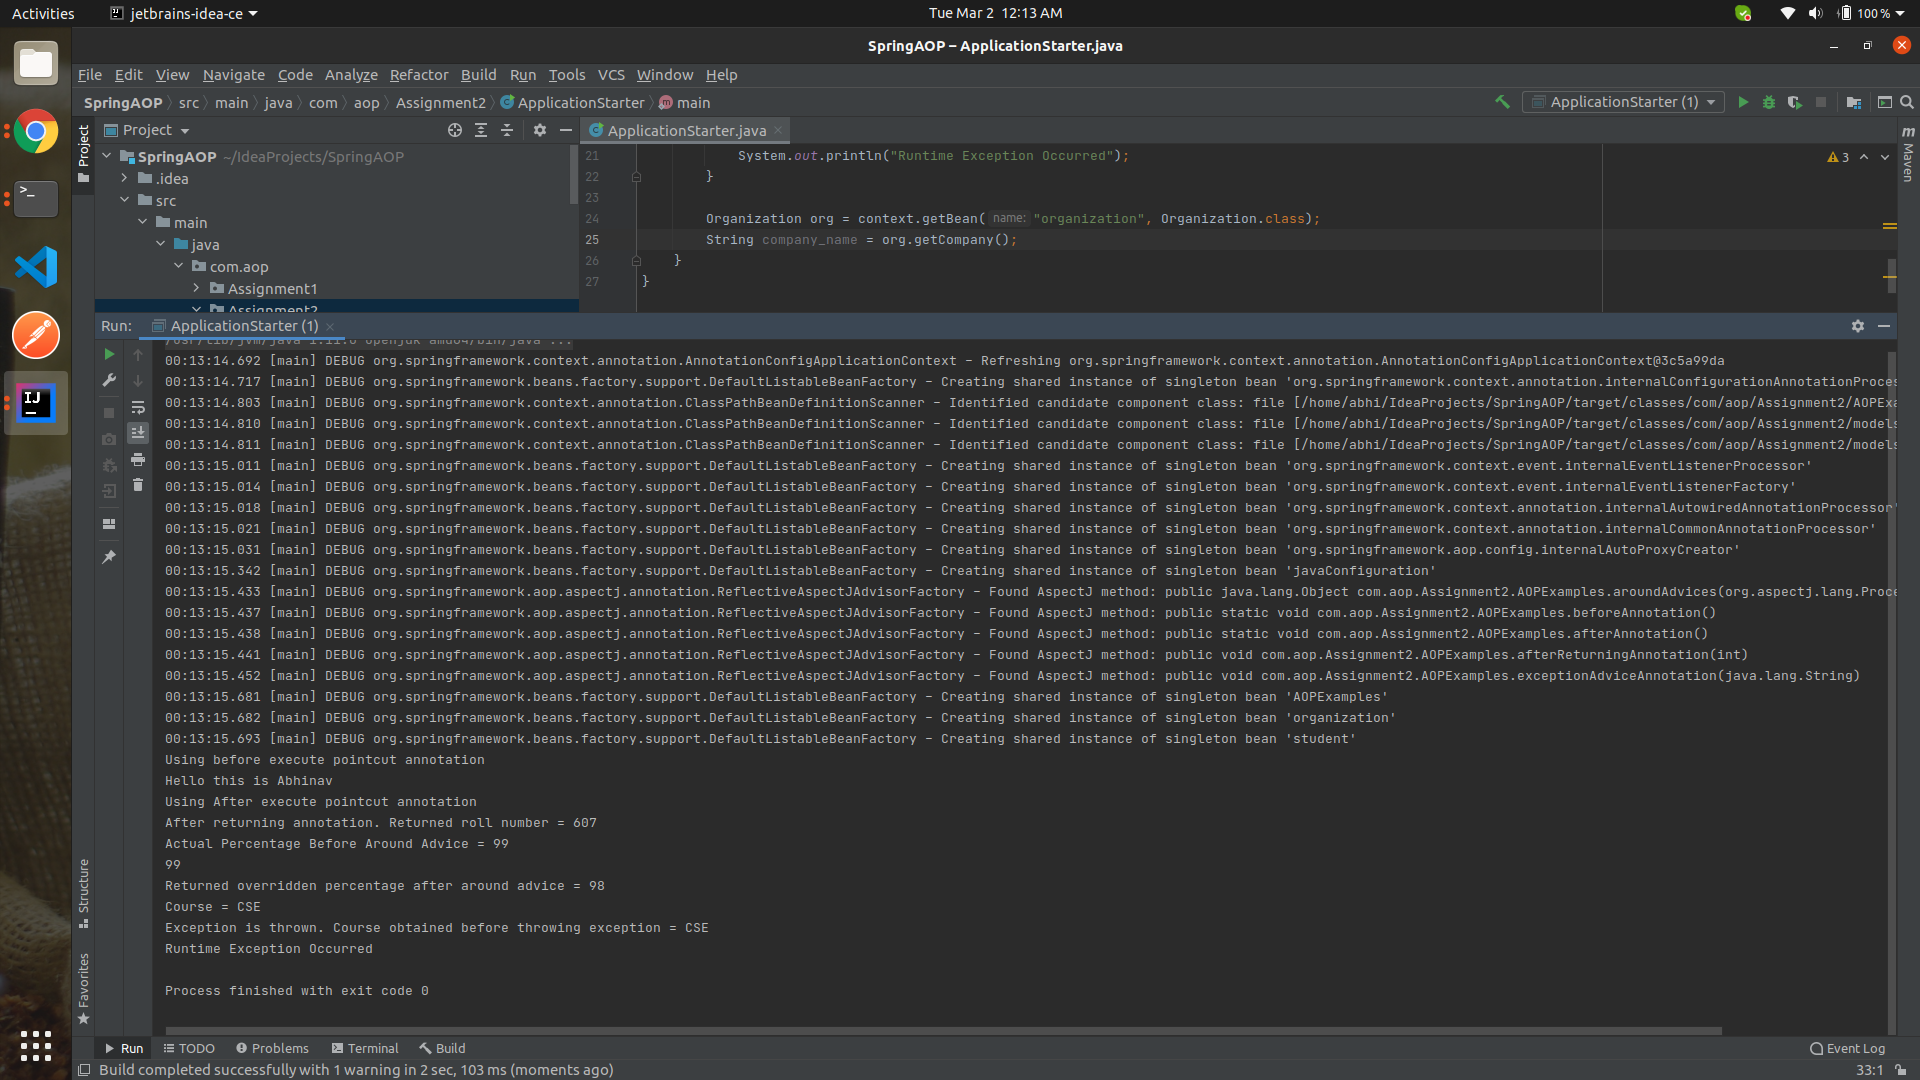 Activities jetbrains-idea-ce Tue Mar 2 12:13 AM 100 %
SpringAOP – ApplicationStarter.java
File Edit View Navigate Code Analyze Refactor Build Run Tools VCS Window Help
SpringAOP src main java com aop Assignment2 ApplicationStarter main ApplicationStarter (1)
Project
Project
ApplicationStarter.java
Maven
SpringAOP ~/IdeaProjects/SpringAOP
.idea
src
main
java
com.aop
Assignment1
Assignment2
3
21 System.out.println("Runtime Exception Occurred");
22 }
23
24 Organization org = context.getBean( name: "organization", Organization.class);
25 String company_name = org.getCompany();
26 }
27 }
Run: ApplicationStarter (1)
00:13:14.692 [main] DEBUG org.springframework.context.annotation.AnnotationConfigApplicationContext - Refreshing org.springframework.context.annotation.AnnotationConfigApplicationContext@3c5a99da
00:13:14.717 [main] DEBUG org.springframework.beans.factory.support.DefaultListableBeanFactory - Creating shared instance of singleton bean 'org.springframework.context.annotation.internalConfigurationAnnotationProces
00:13:14.803 [main] DEBUG org.springframework.context.annotation.ClassPathBeanDefinitionScanner - Identified candidate component class: file [/home/abhi/IdeaProjects/SpringAOP/target/classes/com/aop/Assignment2/AOPExa
00:13:14.810 [main] DEBUG org.springframework.context.annotation.ClassPathBeanDefinitionScanner - Identified candidate component class: file [/home/abhi/IdeaProjects/SpringAOP/target/classes/com/aop/Assignment2/models
00:13:14.811 [main] DEBUG org.springframework.context.annotation.ClassPathBeanDefinitionScanner - Identified candidate component class: file [/home/abhi/IdeaProjects/SpringAOP/target/classes/com/aop/Assignment2/models
00:13:15.011 [main] DEBUG org.springframework.beans.factory.support.DefaultListableBeanFactory - Creating shared instance of singleton bean 'org.springframework.context.event.internalEventListenerProcessor'
00:13:15.014 [main] DEBUG org.springframework.beans.factory.support.DefaultListableBeanFactory - Creating shared instance of singleton bean 'org.springframework.context.event.internalEventListenerFactory'
00:13:15.018 [main] DEBUG org.springframework.beans.factory.support.DefaultListableBeanFactory - Creating shared instance of singleton bean 'org.springframework.context.annotation.internalAutowiredAnnotationProcessor'
00:13:15.021 [main] DEBUG org.springframework.beans.factory.support.DefaultListableBeanFactory - Creating shared instance of singleton bean 'org.springframework.context.annotation.internalCommonAnnotationProcessor'
00:13:15.031 [main] DEBUG org.springframework.beans.factory.support.DefaultListableBeanFactory - Creating shared instance of singleton bean 'org.springframework.aop.config.internalAutoProxyCreator'
00:13:15.342 [main] DEBUG org.springframework.beans.factory.support.DefaultListableBeanFactory - Creating shared instance of singleton bean 'javaConfiguration'
00:13:15.433 [main] DEBUG org.springframework.aop.aspectj.annotation.ReflectiveAspectJAdvisorFactory - Found AspectJ method: public java.lang.Object com.aop.Assignment2.AOPExamples.aroundAdvices(org.aspectj.lang.Proce
00:13:15.437 [main] DEBUG org.springframework.aop.aspectj.annotation.ReflectiveAspectJAdvisorFactory - Found AspectJ method: public static void com.aop.Assignment2.AOPExamples.beforeAnnotation()
00:13:15.438 [main] DEBUG org.springframework.aop.aspectj.annotation.ReflectiveAspectJAdvisorFactory - Found AspectJ method: public static void com.aop.Assignment2.AOPExamples.afterAnnotation()
00:13:15.441 [main] DEBUG org.springframework.aop.aspectj.annotation.ReflectiveAspectJAdvisorFactory - Found AspectJ method: public void com.aop.Assignment2.AOPExamples.afterReturningAnnotation(int)
00:13:15.452 [main] DEBUG org.springframework.aop.aspectj.annotation.ReflectiveAspectJAdvisorFactory - Found AspectJ method: public void com.aop.Assignment2.AOPExamples.exceptionAdviceAnnotation(java.lang.String)
00:13:15.681 [main] DEBUG org.springframework.beans.factory.support.DefaultListableBeanFactory - Creating shared instance of singleton bean 'AOPExamples'
00:13:15.682 [main] DEBUG org.springframework.beans.factory.support.DefaultListableBeanFactory - Creating shared instance of singleton bean 'organization'
00:13:15.693 [main] DEBUG org.springframework.beans.factory.support.DefaultListableBeanFactory - Creating shared instance of singleton bean 'student'
Using before execute pointcut annotation
Hello this is Abhinav
Using After execute pointcut annotation
After returning annotation. Returned roll number = 607
Actual Percentage Before Around Advice = 99
99
Returned overridden percentage after around advice = 98
Course = CSE
Exception is thrown. Course obtained before throwing exception = CSE
Runtime Exception Occurred
Process finished with exit code 0
Structure
Favorites
Run TODO Problems Terminal Build Event Log
Build completed successfully with 1 warning in 2 sec, 103 ms (moments ago) 33:1